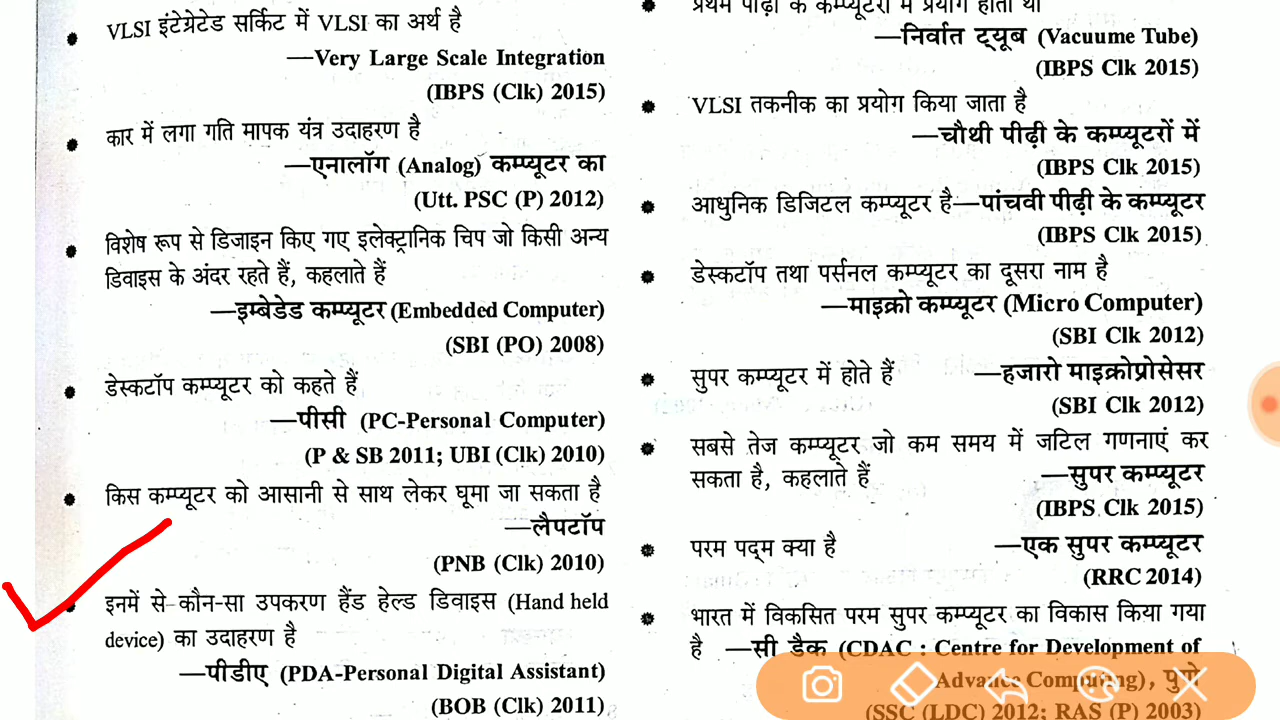 VLSI इंटेग्रेटेड सर्किट में VLSI का अर्थ है
—Very Large Scale Integration
(IBPS (Clk) 2015)
कार में लगा गति मापक यंत्र उदाहरण है
—एनालॉग (Analog) कम्प्यूटर का
(Utt. PSC (P) 2012)
विशेष रूप से डिजाइन किए गए इलेक्ट्रानिक चिप जो किसी अन्य
डिवाइस के अंदर रहते हैं, कहलाते हैं
—इम्बेडेड कम्प्यूटर (Embedded Computer)
(SBI (PO) 2008)
डेस्कटॉप कम्प्यूटर को कहते हैं
—पीसी (PC-Personal Computer)
(P & SB 2011; UBI (Clk) 2010)
किस कम्प्यूटर को आसानी से साथ लेकर घूमा जा सकता है
—लैपटॉप
(PNB (Clk) 2010)
इनमें से कौन-सा उपकरण हैंड हेल्ड डिवाइस (Hand held
device) का उदाहरण है
—पीडीए (PDA-Personal Digital Assistant)
(BOB (Clk) 2011)
प्रथम पीढ़ी के कम्प्यूटरों में प्रयोग होता था
—निर्वात ट्यूब (Vacuume Tube)
(IBPS Clk 2015)
VLSI तकनीक का प्रयोग किया जाता है
—चौथी पीढ़ी के कम्प्यूटरों में
(IBPS Clk 2015)
आधुनिक डिजिटल कम्प्यूटर है—पांचवी पीढ़ी के कम्प्यूटर
(IBPS Clk 2015)
डेस्कटॉप तथा पर्सनल कम्प्यूटर का दूसरा नाम है
—माइक्रो कम्प्यूटर (Micro Computer)
(SBI Clk 2012)
सुपर कम्प्यूटर में होते हैं —हजारो माइक्रोप्रोसेसर
(SBI Clk 2012)
सबसे तेज कम्प्यूटर जो कम समय में जटिल गणनाएं कर
सकता है, कहलाते हैं —सुपर कम्प्यूटर
(IBPS Clk 2015)
परम पद्म क्या है —एक सुपर कम्प्यूटर
(RRC 2014)
भारत में विकसित परम सुपर कम्प्यूटर का विकास किया गया
है —सी डैक (CDAC : Centre for Development of
Advance Computing), पुणे
(SSC (LDC) 2012; RAS (P) 2003)